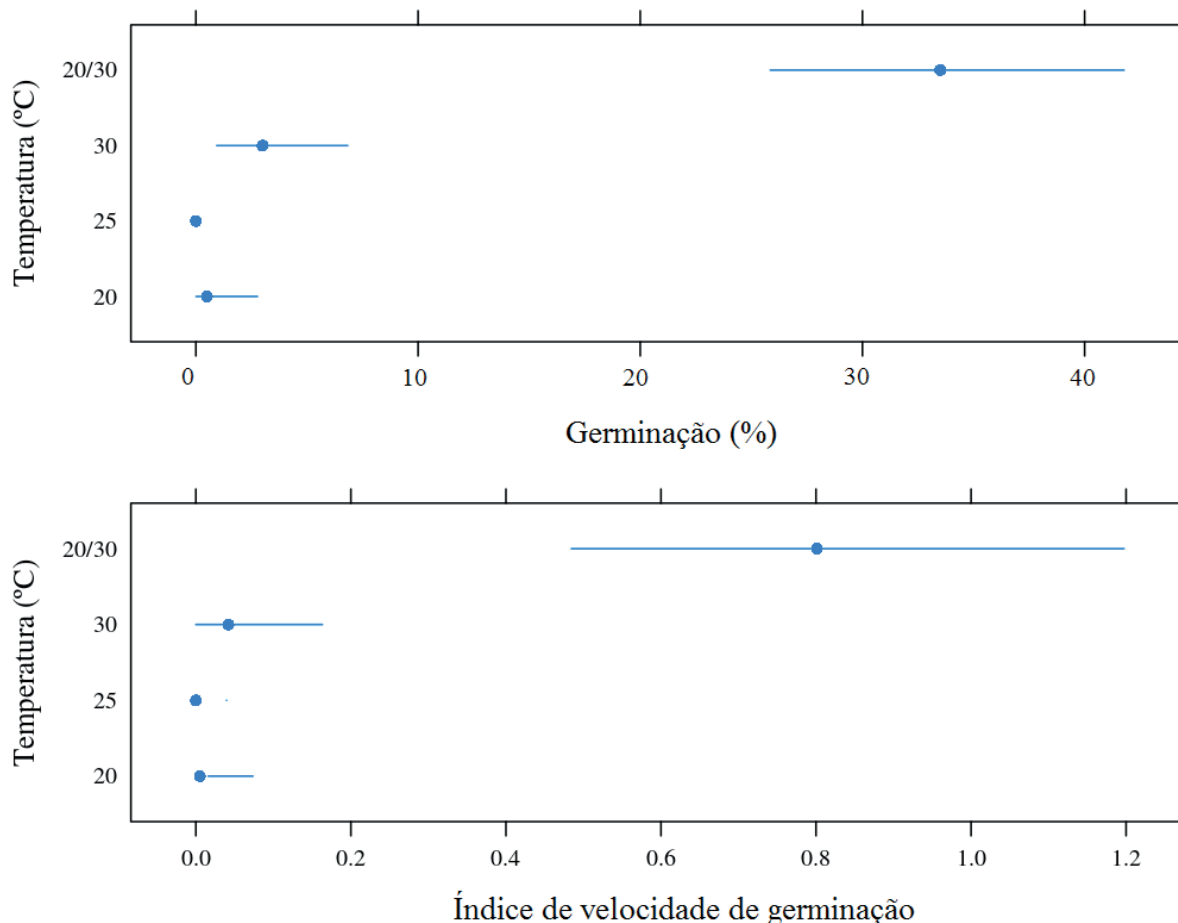 Temperatura (ºC)
20/30
30
25
20
0 10 20 30 40
Germinação (%)
Temperatura (ºC)
20/30
30
25
20
0.0 0.2 0.4 0.6 0.8 1.0 1.2
Índice de velocidade de germinação